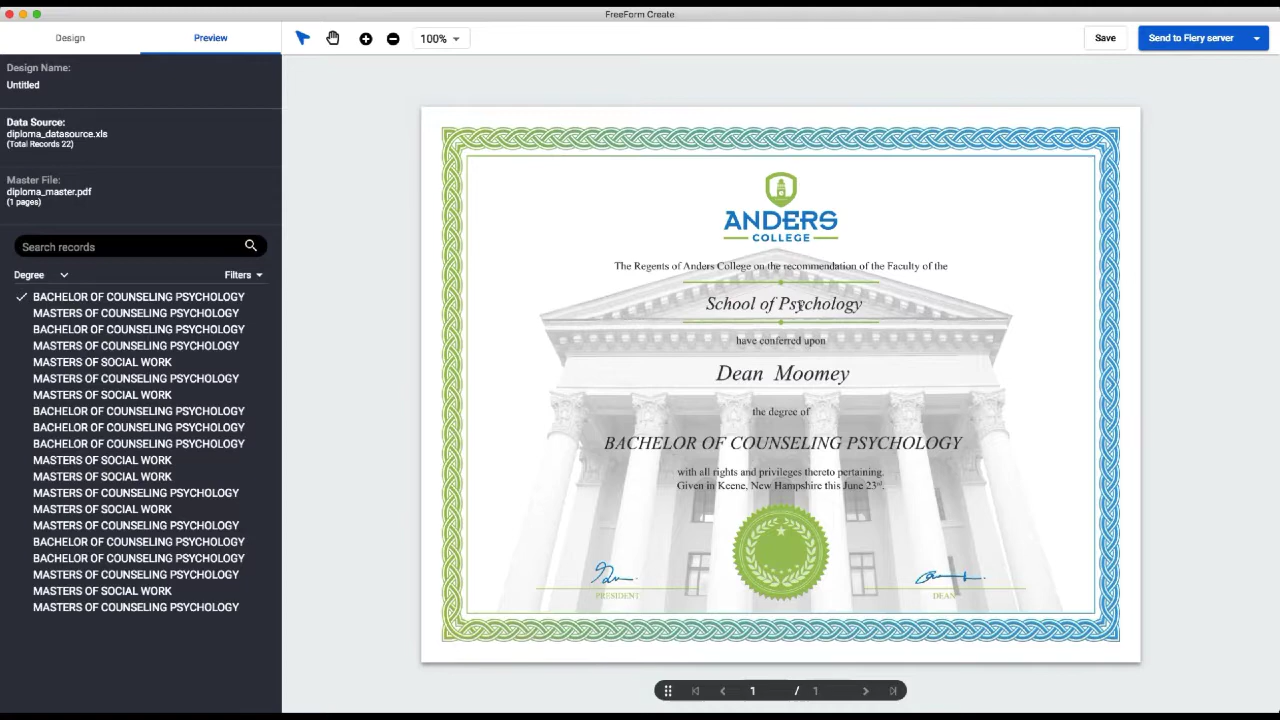 FreeForm Create
Design
Preview
100%
Save
Send to Fiery server
Design Name:
Untitled
Data Source:
diploma_datasource.xls
(Total Records 22)
Master File:
diploma_master.pdf
(1 pages)
Search records
Degree
Filters
BACHELOR OF COUNSELING PSYCHOLOGY
MASTERS OF COUNSELING PSYCHOLOGY
BACHELOR OF COUNSELING PSYCHOLOGY
MASTERS OF COUNSELING PSYCHOLOGY
MASTERS OF SOCIAL WORK
MASTERS OF COUNSELING PSYCHOLOGY
MASTERS OF SOCIAL WORK
BACHELOR OF COUNSELING PSYCHOLOGY
BACHELOR OF COUNSELING PSYCHOLOGY
BACHELOR OF COUNSELING PSYCHOLOGY
MASTERS OF SOCIAL WORK
MASTERS OF SOCIAL WORK
MASTERS OF COUNSELING PSYCHOLOGY
MASTERS OF SOCIAL WORK
MASTERS OF COUNSELING PSYCHOLOGY
BACHELOR OF COUNSELING PSYCHOLOGY
BACHELOR OF COUNSELING PSYCHOLOGY
MASTERS OF COUNSELING PSYCHOLOGY
MASTERS OF SOCIAL WORK
MASTERS OF COUNSELING PSYCHOLOGY
ANDERS
COLLEGE
The Regents of Anders College on the recommendation of the Faculty of the
School of Psychology
have conferred upon
Dean Moomey
the degree of
BACHELOR OF COUNSELING PSYCHOLOGY
with all rights and privileges thereto pertaining.
Given in Keene, New Hampshire this June 23rd.
PRESIDENT
DEAN
1 / 1